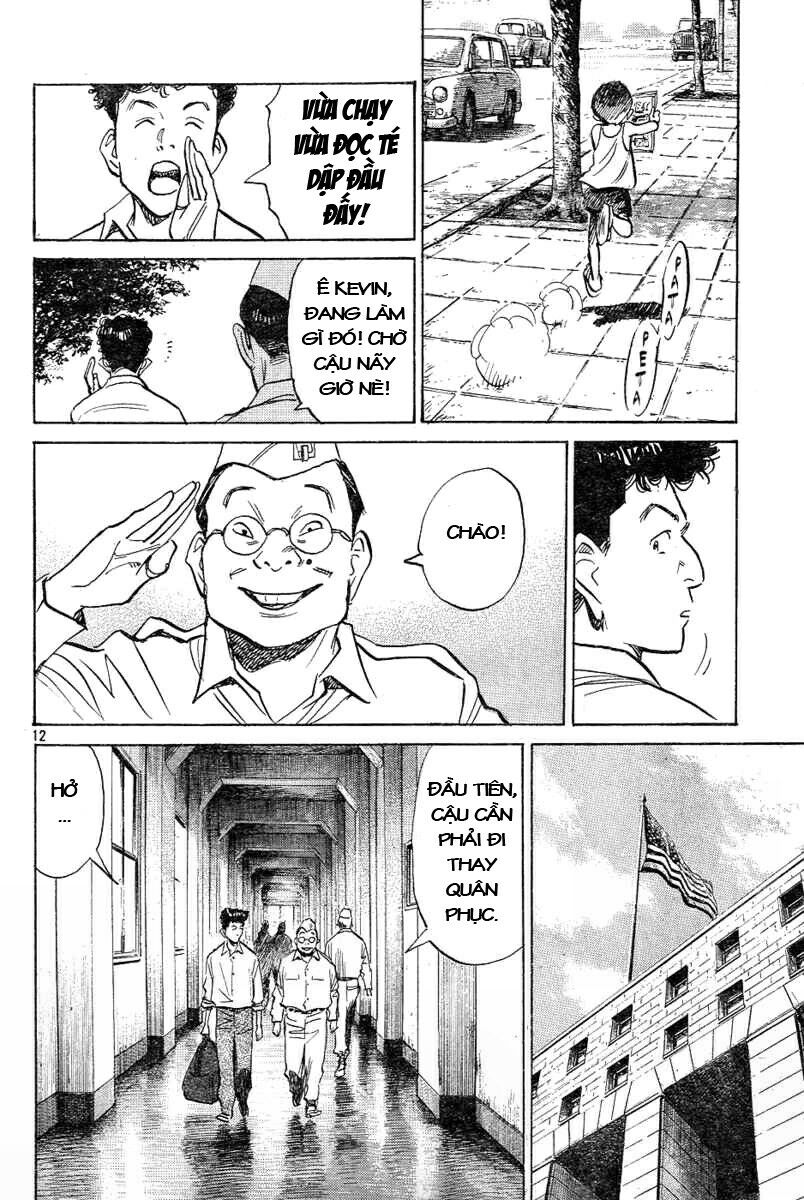 VỪA CHẠY
VỪA ĐỌC TÉ
DẬP ĐẦU
ĐẤY!
PATA
PETA
Ê KEVIN,
ĐANG LÀM
GÌ ĐÓ! CHỜ
CẬU NÃY
GIỜ NÈ!
CHÀO!
12
HỞ
...
ĐẦU TIÊN,
CẬU CẦN
PHẢI ĐI
THAY
QUÂN
PHỤC.